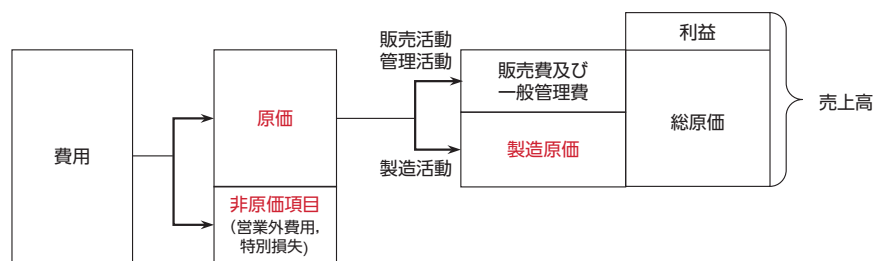 費用
原価
非原価項目
（営業外費用,
特別損失)
販売活動
管理活動
製造活動
販売費及び
一般管理費
製造原価
利益
総原価
売上高